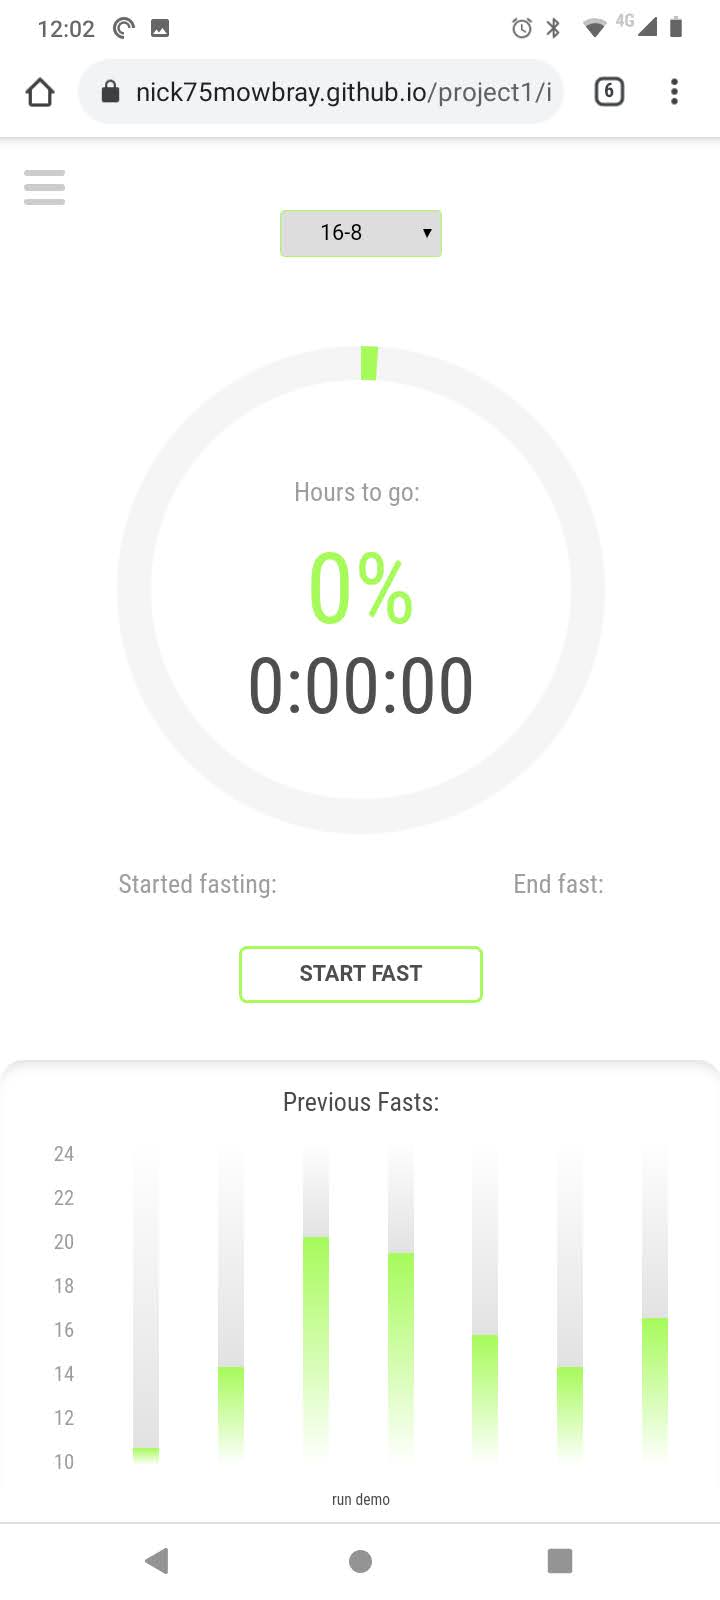 12:02
4G
nick75mowbray.github.io/project1/i
6
16-8
Hours to go:
0%
0:00:00
Started fasting:
End fast:
START FAST
Previous Fasts:
24
22
20
18
16
14
12
10
run demo